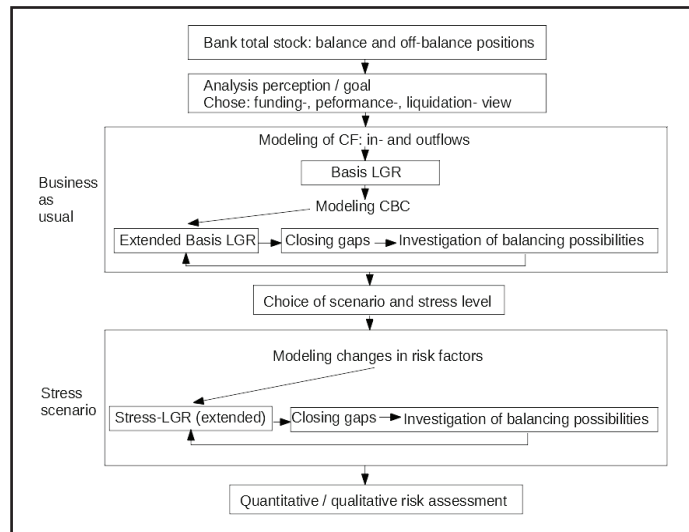 Bank total stock: balance and off-balance positions
Analysis perception / goal
Chose: funding-, peformance-, liquidation- view
Modeling of CF: in- and outflows
Basis LGR
Business
as
usual
Modeling CBC
Extended Basis LGR
Closing gaps
Investigation of balancing possibilities
Choice of scenario and stress level
Modeling changes in risk factors
Stress
scenario
Stress-LGR (extended)
Closing gaps
Investigation of balancing possibilities
Quantitative / qualitative risk assessment